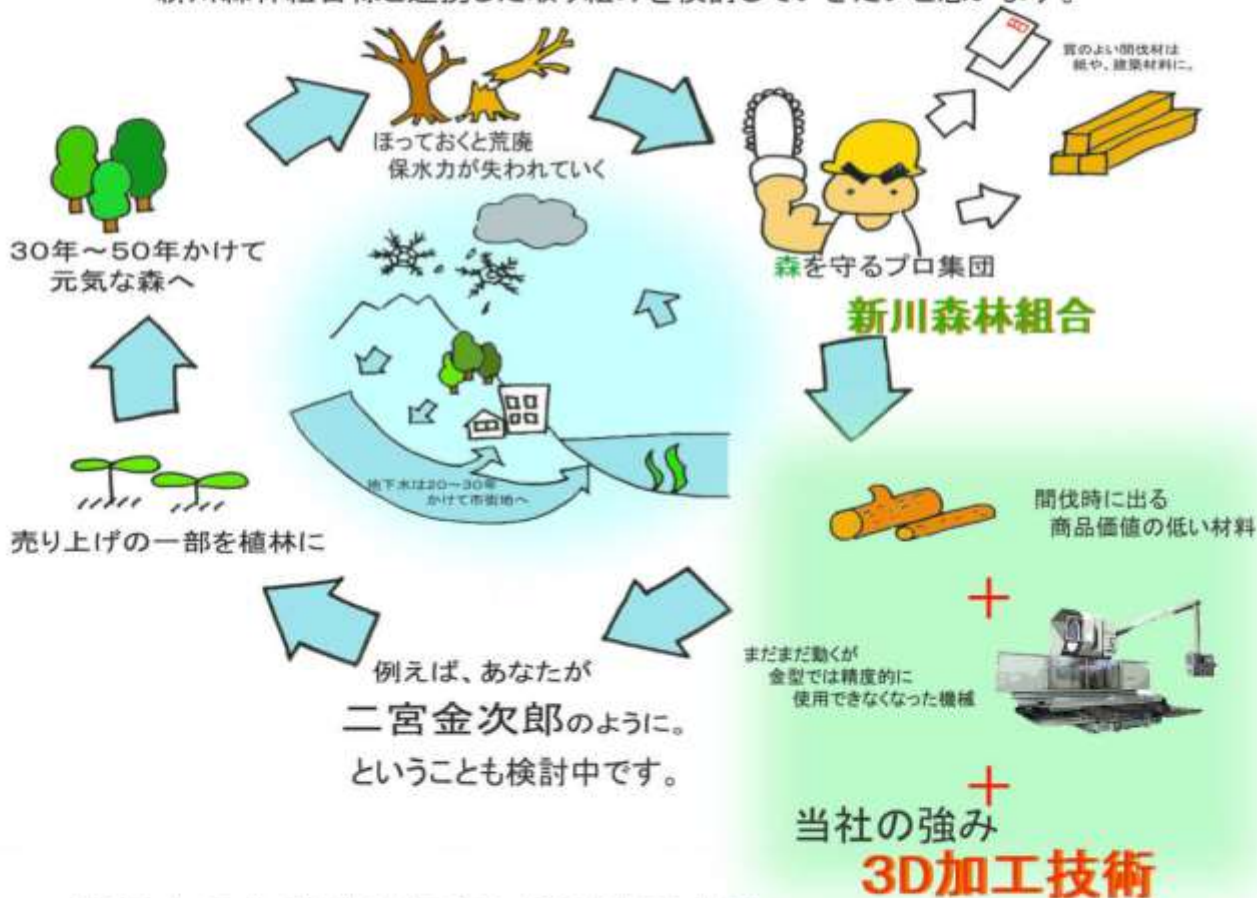 ほっておくと荒廃
保水力が失われていく
質のよい間伐材は
紙や、建築材料に。
30年～50年かけて
元気な森へ
森を守るプロ集団
新川森林組合
地下水は20～30年
かけて市街地へ
売り上げの一部を植林に
間伐時に出る
商品価値の低い材料
+
まだまだ動くが
金型では精度的に
使用できなくなった機械
+
例えば、あなたが
二宮金次郎のように。
ということも検討中です。
当社の強み
3D加工技術